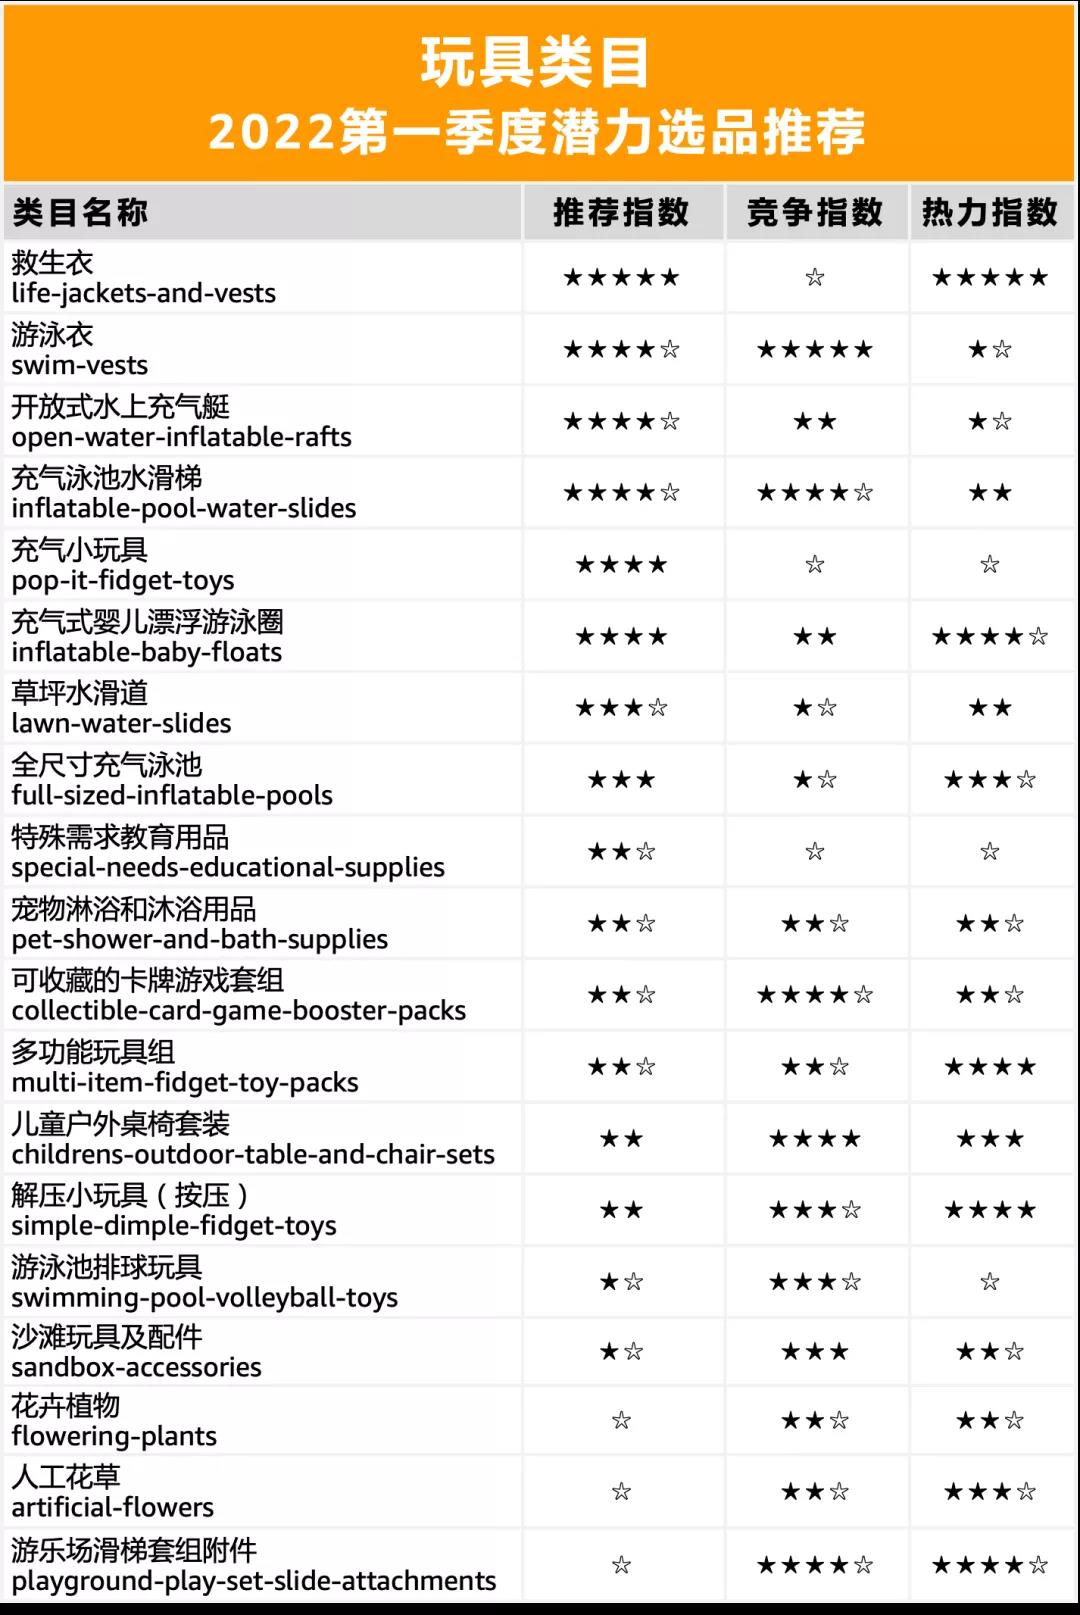 玩具类目
2022第一季度潜力选品推荐
类目名称 推荐指数 竞争指数 热力指数
救生衣
life-jackets-and-vests ★★★★★ ☆ ★★★★★
游泳衣
swim-vests ★★★★☆ ★★★★★ ★☆
开放式水上充气艇
open-water-inflatable-rafts ★★★★☆ ★★ ★☆
充气泳池水滑梯
inflatable-pool-water-slides ★★★★☆ ★★★★☆ ★★
充气小玩具
pop-it-fidget-toys ★★★★ ☆ ☆
充气式婴儿漂浮游泳圈
inflatable-baby-floats ★★★★ ★★ ★★★★☆
草坪水滑道
lawn-water-slides ★★★☆ ★☆ ★★
全尺寸充气泳池
full-sized-inflatable-pools ★★★ ★☆ ★★★☆
特殊需求教育用品
special-needs-educational-supplies ★★☆ ☆ ☆
宠物淋浴和沐浴用品
pet-shower-and-bath-supplies ★★☆ ★★☆ ★★☆
可收藏的卡牌游戏套组
collectible-card-game-booster-packs ★★☆ ★★★★☆ ★★☆
多功能玩具组
multi-item-fidget-toy-packs ★★☆ ★★☆ ★★★★
儿童户外桌椅套装
childrens-outdoor-table-and-chair-sets ★★ ★★★★ ★★★
解压小玩具（按压）
simple-dimple-fidget-toys ★★ ★★★☆ ★★★★
游泳池排球玩具
swimming-pool-volleyball-toys ★☆ ★★★☆ ☆
沙滩玩具及配件
sandbox-accessories ★☆ ★★★ ★★☆
花卉植物
flowering-plants ☆ ★★☆ ★★☆
人工花草
artificial-flowers ☆ ★★☆ ★★★☆
游乐场滑梯套组附件
playground-play-set-slide-attachments ☆ ★★★★☆ ★★★★☆